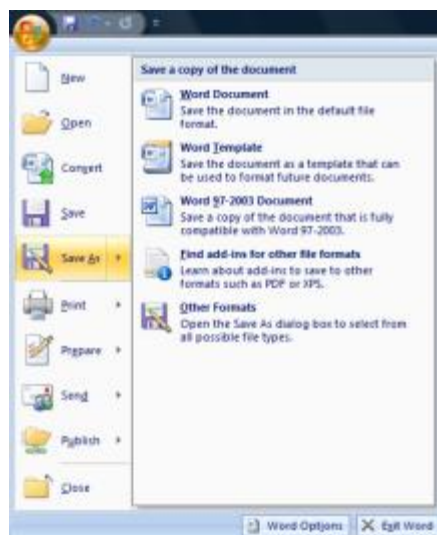 New
Open
Convert
Save
Save As
Print
Prepare
Send
Publish
Close
Save a copy of the document
Word Document
Save the document in the default file
format.
Word Template
Save the document as a template that can
be used to format future documents.
Word 97-2003 Document
Save a copy of the document that is fully
compatible with Word 97-2003.
Find add-ins for other file formats
Learn about add-ins to save to other
formats such as PDF or XPS.
Other Formats
Open the Save As dialog box to select from
all possible file types.
Word Options
Exit Word